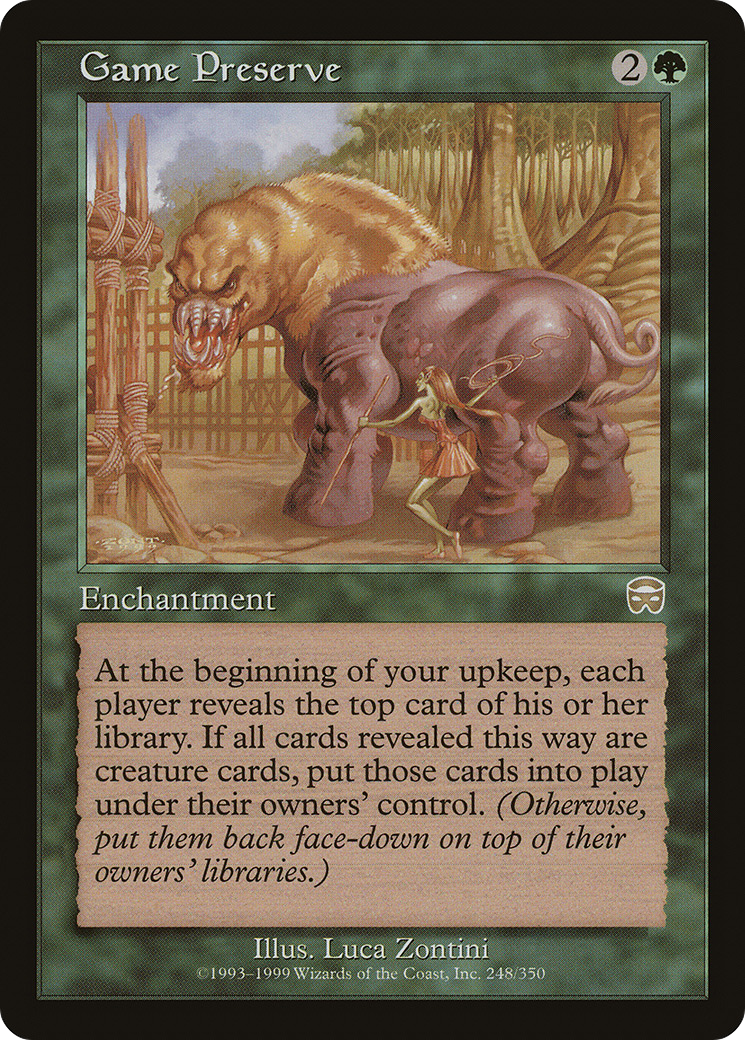 Game Preserve
2
Enchantment
At the beginning of your upkeep, each
player reveals the top card of his or her
library. If all cards revealed this way are
creature cards, put those cards into play
under their owners' control. (Otherwise,
put them back face-down on top of their
owners' libraries.)
Illus. Luca Zontini
©1993–1999 Wizards of the Coast, Inc. 248/350